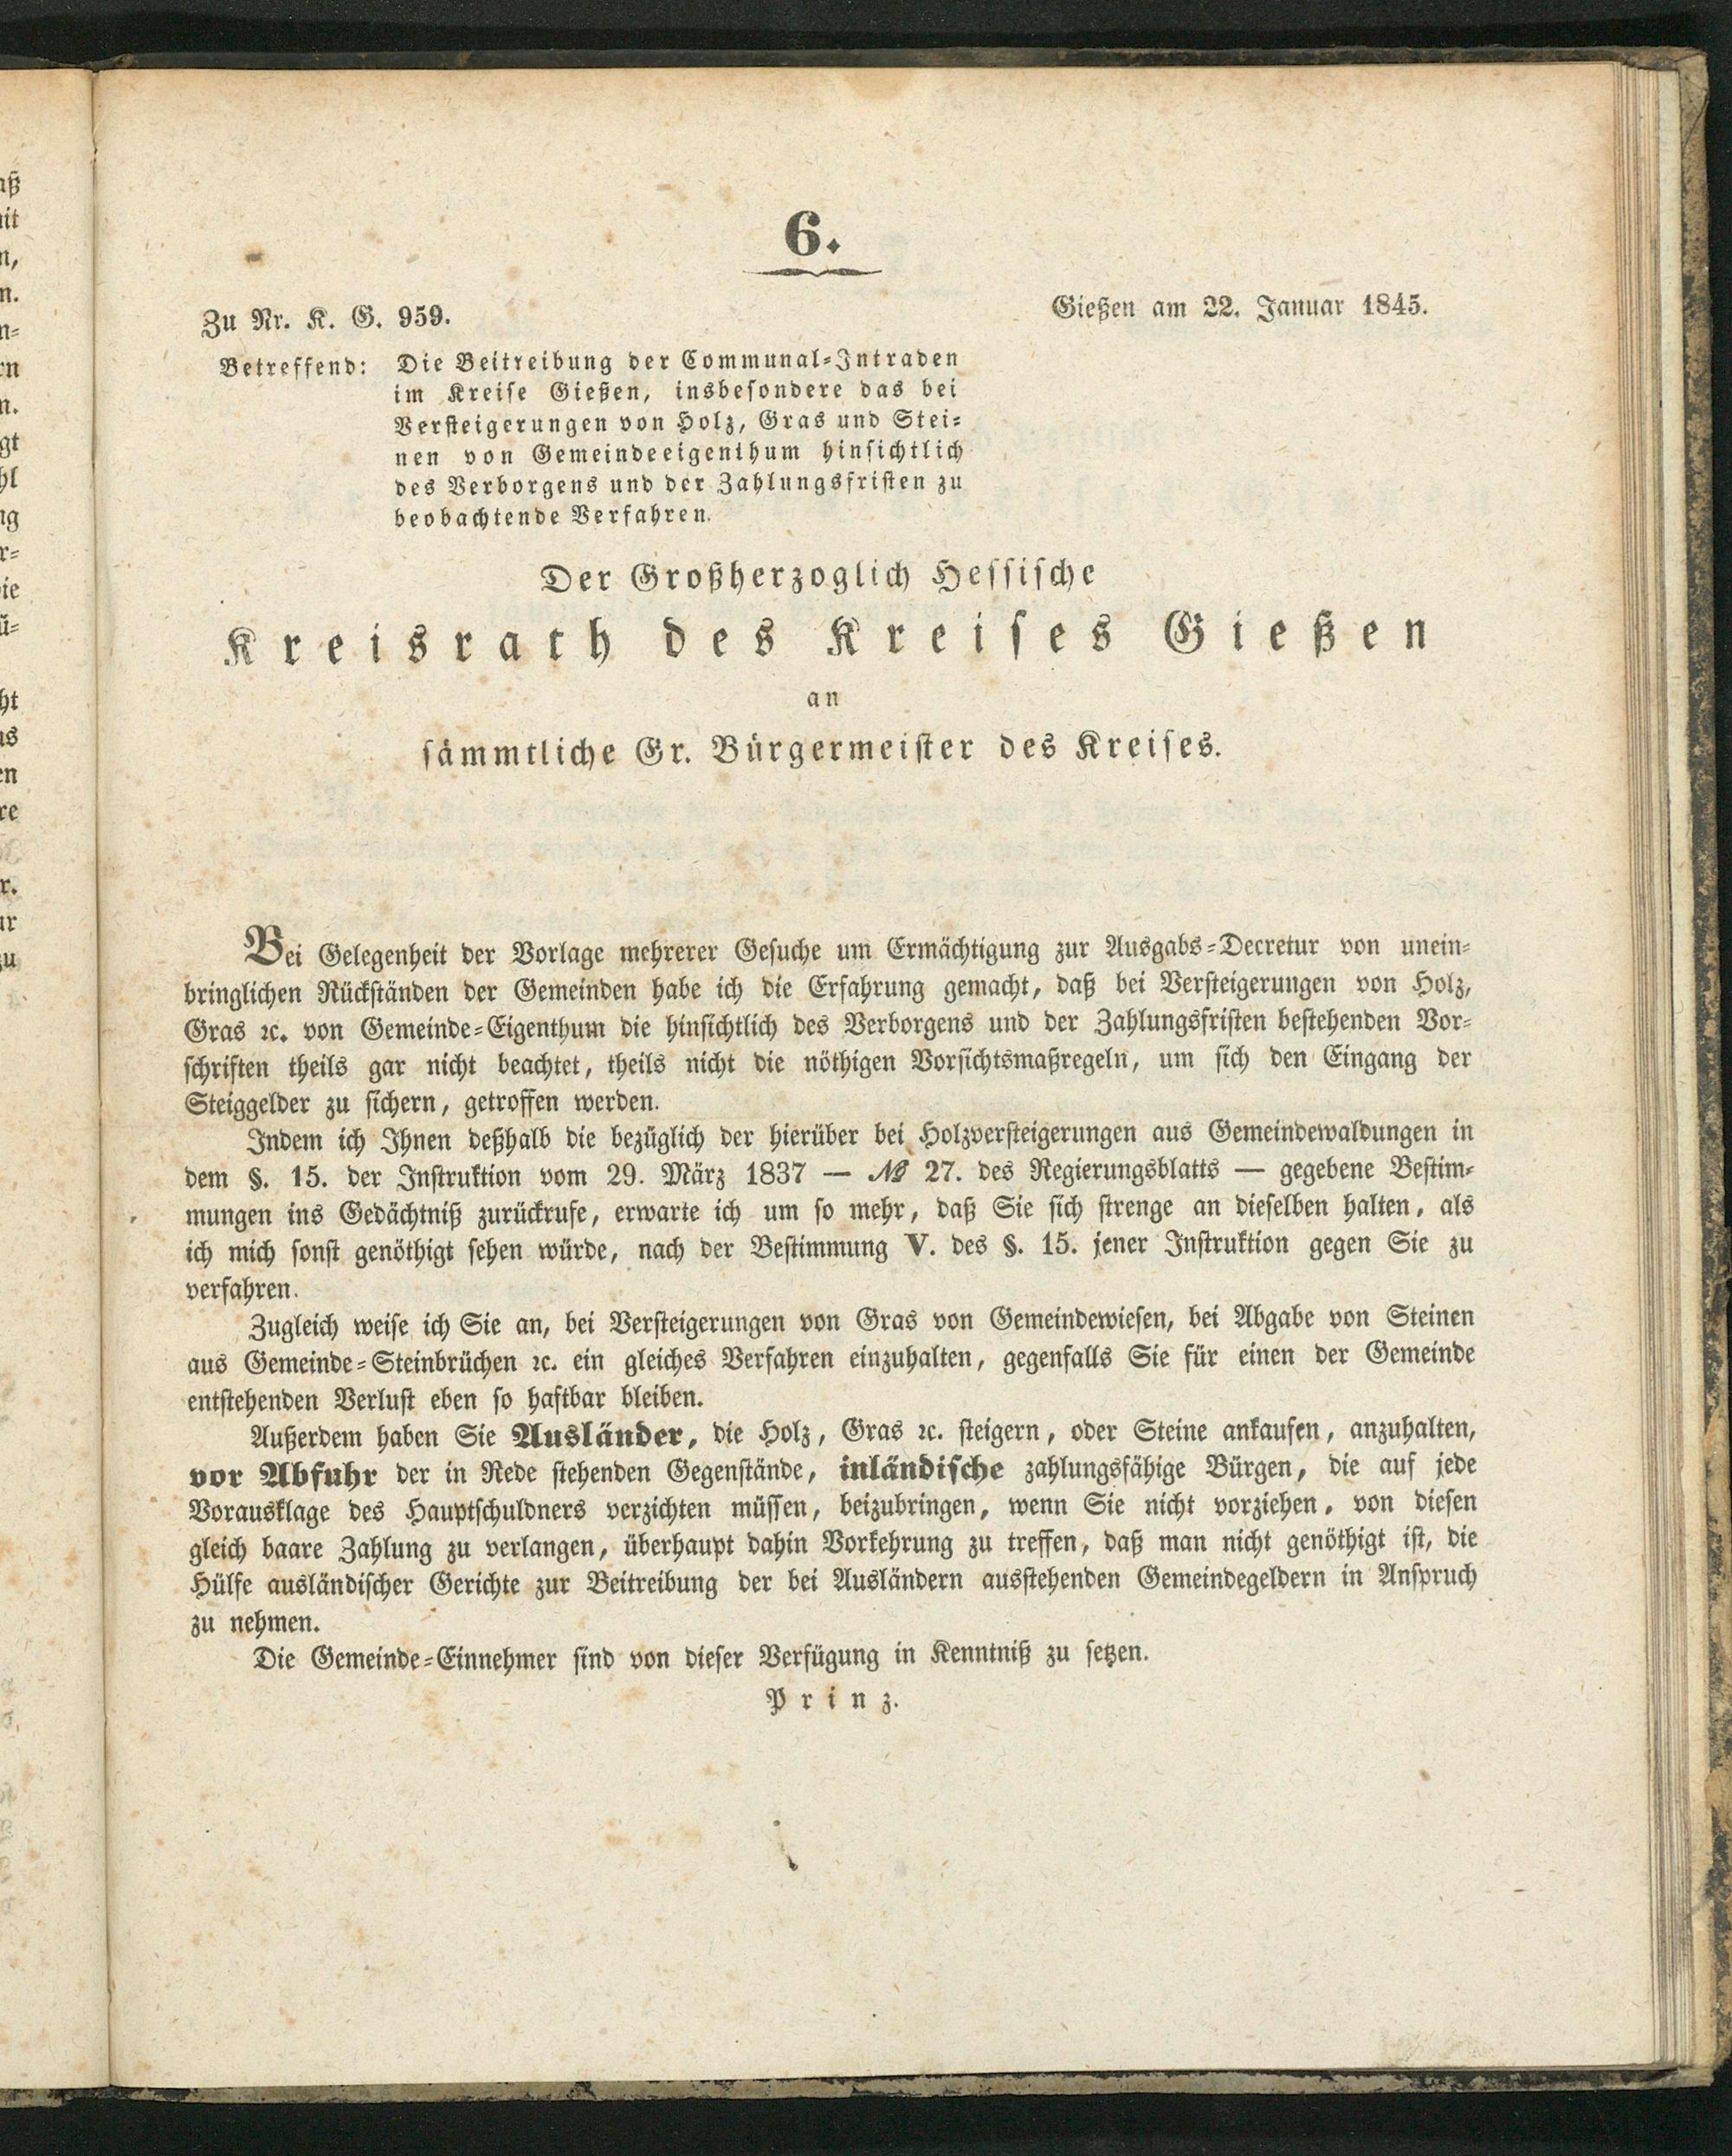 6.
Zu Nr. K. G. 959.
Gießen am 22. Januar 1845.
Betreffend: Die Beitreibung der Communal-Intraden
im Kreise Gießen, insbesondere das bei
Versteigerungen von Holz, Gras und Stei-
nen von Gemeindeeigenthum hinsichtlich
des Verborgens und der Zahlungsfristen zu
beobachtende Verfahren.
Der Großherzoglich Hessische
Kreisrath des Kreises Gießen
an
sämmtliche Gr. Bürgermeister des Kreises.
Bei Gelegenheit der Vorlage mehrerer Gesuche um Ermächtigung zur Ausgabs-Decretur von unein-
bringlichen Rückständen der Gemeinden habe ich die Erfahrung gemacht, daß bei Versteigerungen von Holz,
Gras ꝛc. von Gemeinde-Eigenthum die hinsichtlich des Verborgens und der Zahlungsfristen bestehenden Vor-
schriften theils gar nicht beachtet, theils nicht die nöthigen Vorsichtsmaßregeln, um sich den Eingang der
Steiggelder zu sichern, getroffen werden.
Indem ich Ihnen deßhalb die bezüglich der hierüber bei Holzversteigerungen aus Gemeindewaldungen in
dem §. 15. der Instruktion vom 29. März 1837 — № 27. des Regierungsblatts — gegebene Bestim-
mungen ins Gedächtniß zurückrufe, erwarte ich um so mehr, daß Sie sich strenge an dieselben halten, als
ich mich sonst genöthigt sehen würde, nach der Bestimmung V. des §. 15. jener Instruktion gegen Sie zu
verfahren.
Zugleich weise ich Sie an, bei Versteigerungen von Gras von Gemeindewiesen, bei Abgabe von Steinen
aus Gemeinde-Steinbrüchen ꝛc. ein gleiches Verfahren einzuhalten, gegenfalls Sie für einen der Gemeinde
entstehenden Verlust eben so haftbar bleiben.
Außerdem haben Sie Ausländer, die Holz, Gras ꝛc. steigern, oder Steine ankaufen, anzuhalten,
vor Abfuhr der in Rede stehenden Gegenstände, inländische zahlungsfähige Bürgen, die auf jede
Vorausklage des Hauptschuldners verzichten müssen, beizubringen, wenn Sie nicht vorziehen, von diesen
gleich baare Zahlung zu verlangen, überhaupt dahin Vorkehrung zu treffen, daß man nicht genöthigt ist, die
Hülfe ausländischer Gerichte zur Beitreibung der bei Ausländern ausstehenden Gemeindegeldern in Anspruch
zu nehmen.
Die Gemeinde-Einnehmer sind von dieser Verfügung in Kenntniß zu setzen.
Prinz.